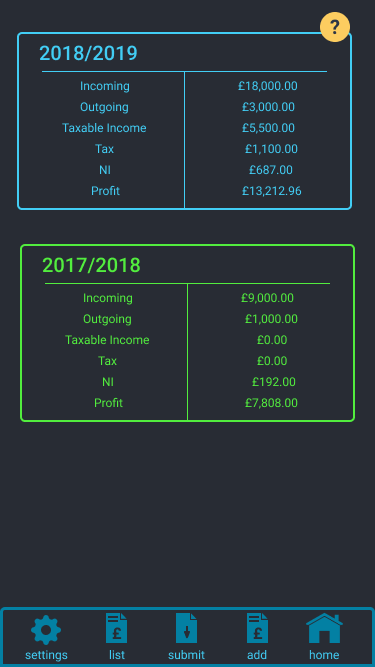 ?
2018/2019
Incoming £18,000.00
Outgoing £3,000.00
Taxable Income £5,500.00
Tax £1,100.00
NI £687.00
Profit £13,212.96
2017/2018
Incoming £9,000.00
Outgoing £1,000.00
Taxable Income £0.00
Tax £0.00
NI £192.00
Profit £7,808.00
£ £
settings list submit add home